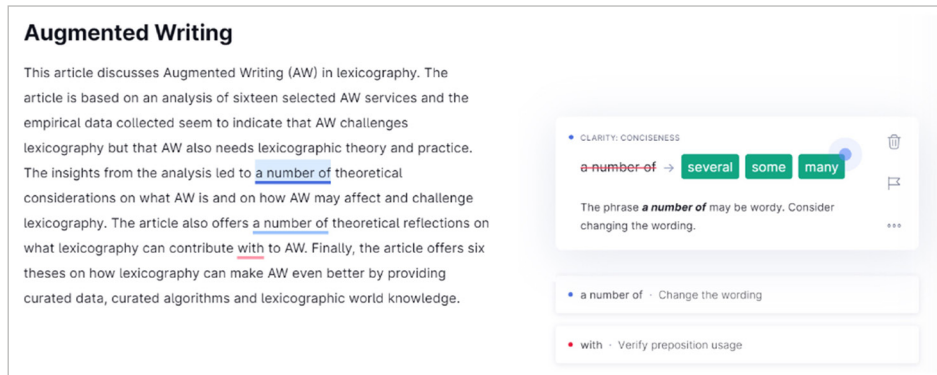 Augmented Writing
This article discusses Augmented Writing (AW) in lexicography. The
article is based on an analysis of sixteen selected AW services and the
empirical data collected seem to indicate that AW challenges
lexicography but that AW also needs lexicographic theory and practice.
The insights from the analysis led to a number of theoretical
considerations on what AW is and on how AW may affect and challenge
lexicography. The article also offers a number of theoretical reflections on
what lexicography can contribute with to AW. Finally, the article offers six
theses on how lexicography can make AW even better by providing
curated data, curated algorithms and lexicographic world knowledge.
CLARITY: CONCISENESS
a number of → several some many
The phrase a number of may be wordy. Consider
changing the wording.
a number of · Change the wording
with · Verify preposition usage